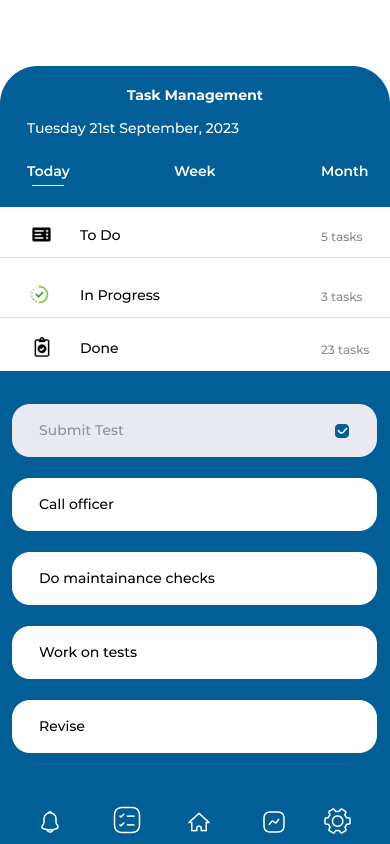 Task Management
Tuesday 21st September, 2023
Today Week Month
To Do 5 tasks
In Progress 3 tasks
Done 23 tasks
Submit Test
Call officer
Do maintainance checks
Work on tests
Revise